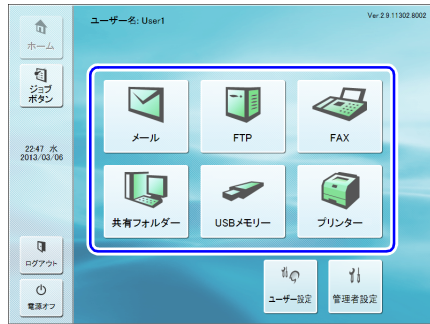 ユーザー名: User1
Ver.2.9.11302.8002
ホーム
ジョブ
ボタン
22:47 水
2013/03/06
メール
FTP
FAX
共有フォルダー
USBメモリー
プリンター
ログアウト
電源オフ
ユーザー設定
管理者設定